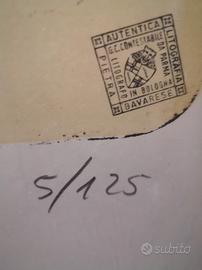 AUTENTICA
LITOGRAFIA
BAVARESE
PIETRA
G.C. CONTESTABILE
DA PARMA
IN BOLOGNA
LITOGRAFO
5/125
subito